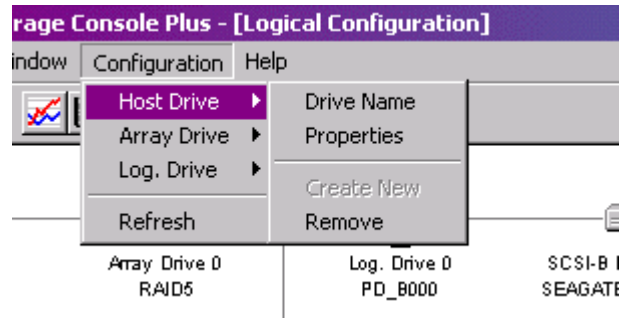 rage Console Plus - [Logical Configuration]
indow Configuration Help
Host Drive
Array Drive
Log. Drive
Refresh
Drive Name
Properties
Create New
Remove
Array Drive 0
RAID5
Log. Drive 0
PD_B000
SCSI-B
SEAGATE